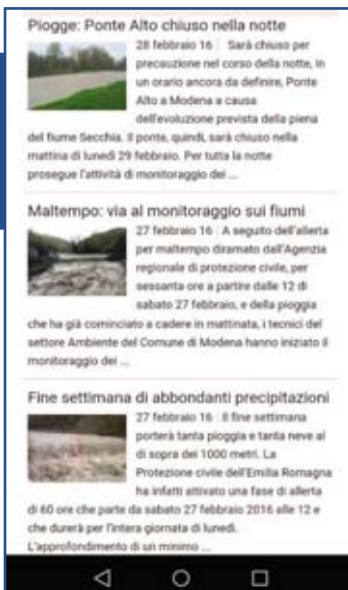 Piogge: Ponte Alto chiuso nella notte
28 febbraio 16 | Sarà chiuso per
precauzione nel corso della notte, in
un orario ancora da definire, Ponte
Alto a Modena a causa
dell'evoluzione prevista della piena
del fiume Secchia. Il ponte, quindi, sarà chiuso nella
mattina di lunedì 29 febbraio. Per tutta la notte
prosegue l'attività di monitoraggio dei ...
Maltempo: via al monitoraggio sui fiumi
27 febbraio 16 | A seguito dell'allerta
per maltempo diramato dall'Agenzia
regionale di protezione civile, per
sessanta ore a partire dalle 12 di
sabato 27 febbraio, e della pioggia
che ha già cominciato a cadere in mattinata, i tecnici del
settore Ambiente del Comune di Modena hanno iniziato il
monitoraggio dei ...
Fine settimana di abbondanti precipitazioni
27 febbraio 16 | Il fine settimana
porterà tanta pioggia e tanta neve al
di sopra dei 1000 metri. La
Protezione civile dell'Emilia Romagna
ha infatti attivato una fase di allerta
di 60 ore che parte da sabato 27 febbraio 2016 alle 12 e
che durerà per l'intera giornata di lunedì.
L'approfondimento di un minimo ...